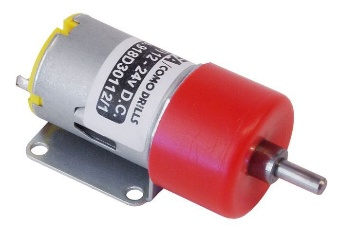 /COMO DRILLS
12 - 24v D.C.
918D30112/1